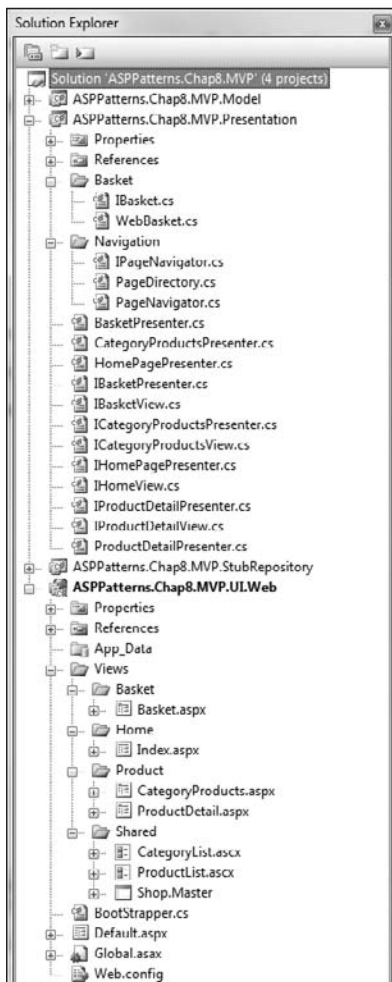 Solution Explorer
Solution 'ASPPatterns.Chap8.MVP' (4 projects)
ASPPatterns.Chap8.MVP.Model
ASPPatterns.Chap8.MVP.Presentation
Properties
References
Basket
IBasket.cs
WebBasket.cs
Navigation
IPageNavigator.cs
PageDirectory.cs
PageNavigator.cs
BasketPresenter.cs
CategoryProductsPresenter.cs
HomePagePresenter.cs
IBasketPresenter.cs
IBasketView.cs
ICategoryProductsPresenter.cs
ICategoryProductsView.cs
IHomePagePresenter.cs
IHomeView.cs
IProductDetailPresenter.cs
IProductDetailView.cs
ProductDetailPresenter.cs
ASPPatterns.Chap8.MVP.StubRepository
ASPPatterns.Chap8.MVP.UI.Web
Properties
References
App_Data
Views
Basket
Basket.aspx
Home
Index.aspx
Product
CategoryProducts.aspx
ProductDetail.aspx
Shared
CategoryList.ascx
ProductList.ascx
Shop.Master
BootStrapper.cs
Default.aspx
Global.asax
Web.config